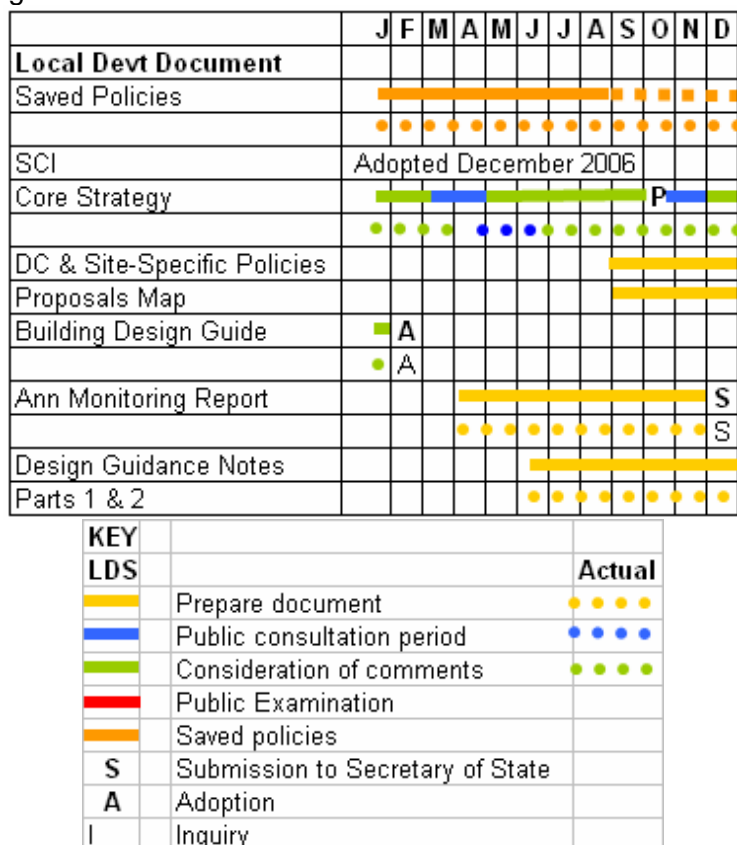 g
J F M A M J J A S O N D
Local Devt Document
Saved Policies
SCI Adopted December 2006
Core Strategy P
DC & Site-Specific Policies
Proposals Map
Building Design Guide A
A
Ann Monitoring Report S
S
Design Guidance Notes
Parts 1 & 2
KEY
LDS Actual
Prepare document
Public consultation period
Consideration of comments
Public Examination
Saved policies
S Submission to Secretary of State
A Adoption
I Inquiry